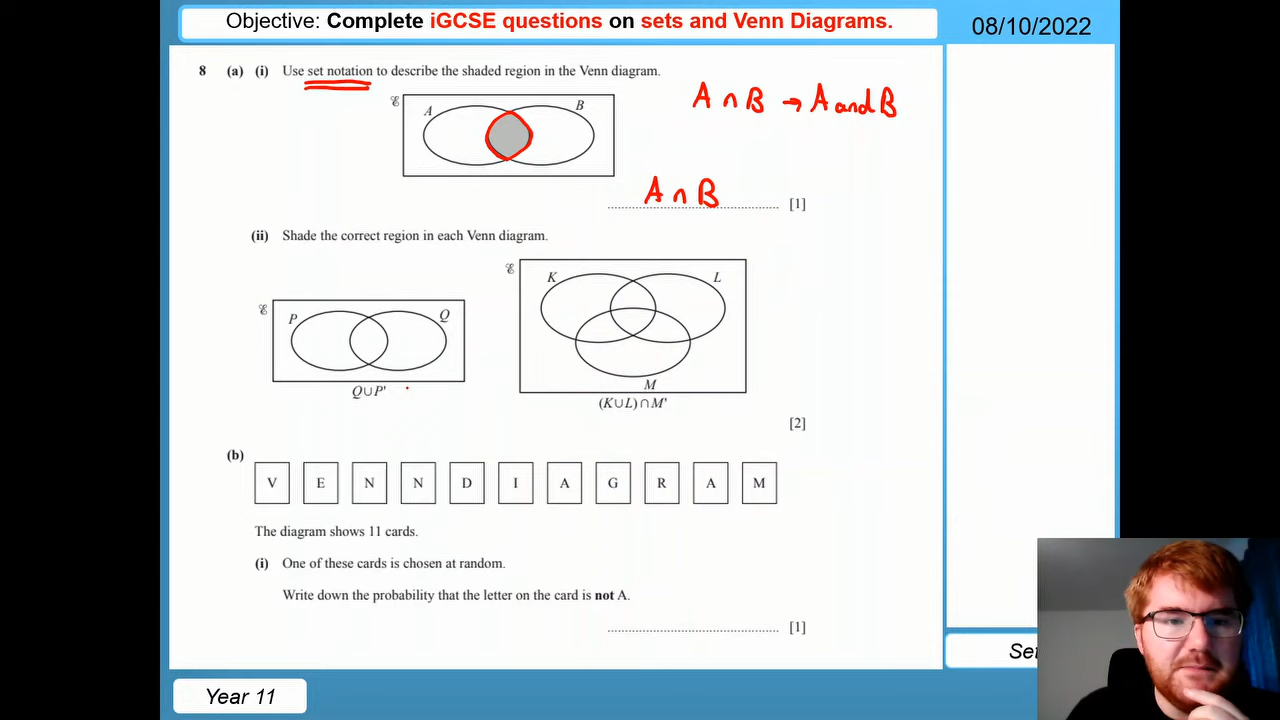 Objective: Complete iGCSE questions on sets and Venn Diagrams.
08/10/2022
8 (a) (i) Use set notation to describe the shaded region in the Venn diagram.
ℰ A B
A ∩ B → A and B
A ∩ B [1]
(ii) Shade the correct region in each Venn diagram.
ℰ P Q
Q∪P'
ℰ K L
M
(K∪L)∩M'
[2]
(b)
V E N N D I A G R A M
The diagram shows 11 cards.
(i) One of these cards is chosen at random.
Write down the probability that the letter on the card is not A.
[1]
Set
Year 11